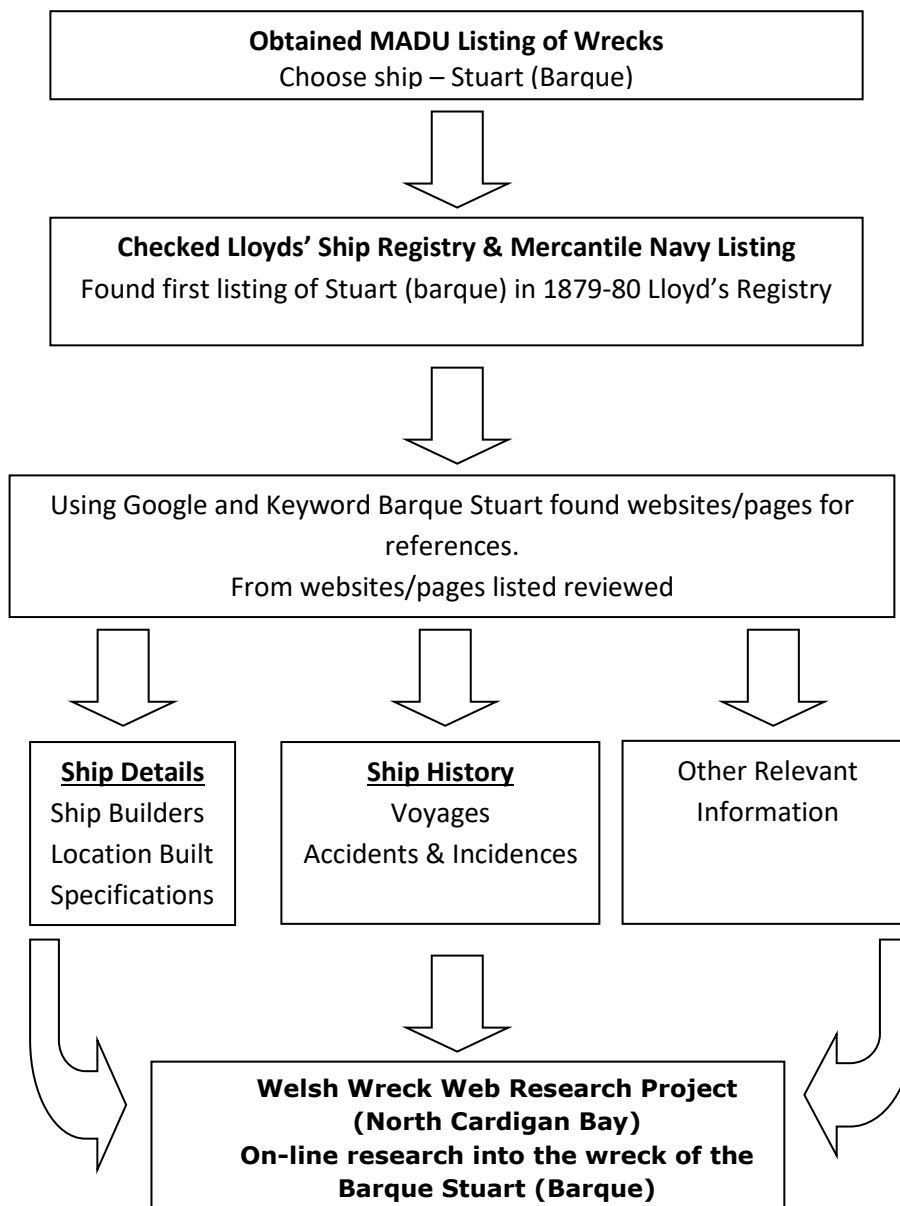 Obtained MADU Listing of Wrecks
Choose ship – Stuart (Barque)
Checked Lloyds' Ship Registry & Mercantile Navy Listing
Found first listing of Stuart (barque) in 1879-80 Lloyd's Registry
Using Google and Keyword Barque Stuart found websites/pages for
references.
From websites/pages listed reviewed
Ship Details
Ship Builders
Location Built
Specifications
Ship History
Voyages
Accidents & Incidences
Other Relevant
Information
Welsh Wreck Web Research Project
(North Cardigan Bay)
On-line research into the wreck of the
Barque Stuart (Barque)